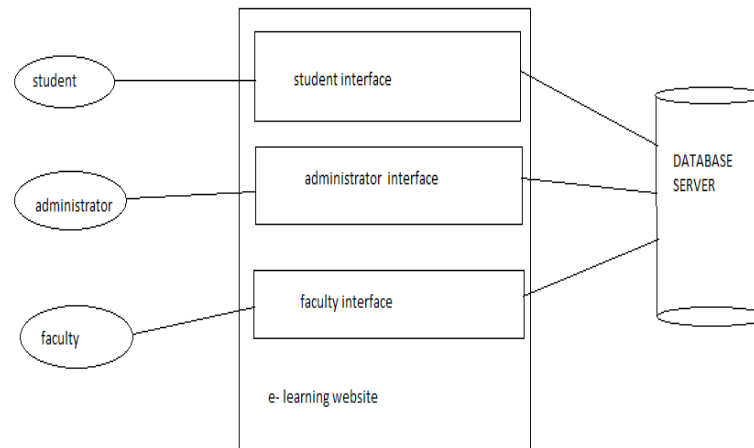 student
student interface
administrator
administrator interface
DATABASE
SERVER
faculty
faculty interface
e- learning website